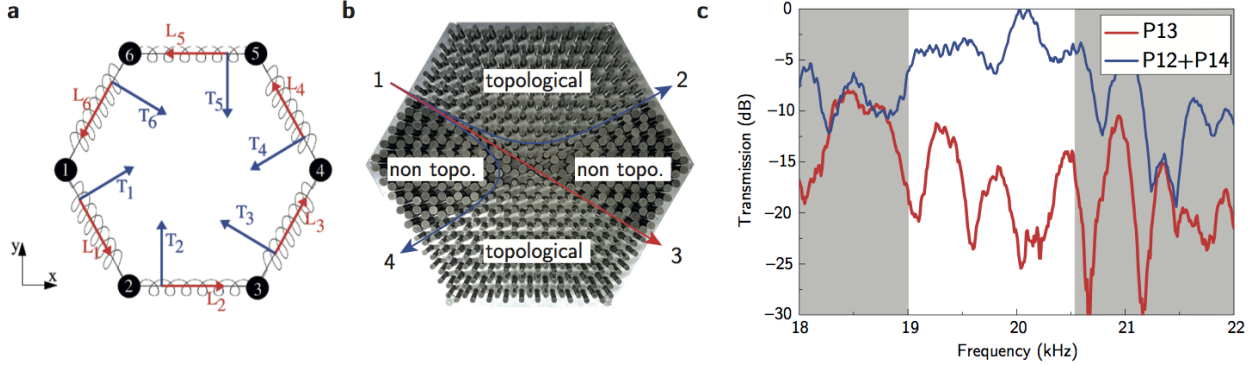 a
6
L₅
5
L₆
T₆
T₅
L₄
T₄
1
4
T₁
T₃
L₃
L₁
T₂
y
x
2
L₂
3
b
1
topological
2
non topo.
non topo.
topological
4
3
c
Transmission (dB)
0
−5
−10
−15
−20
−25
−30
P13
P12+P14
18
19
20
21
22
Frequency (kHz)